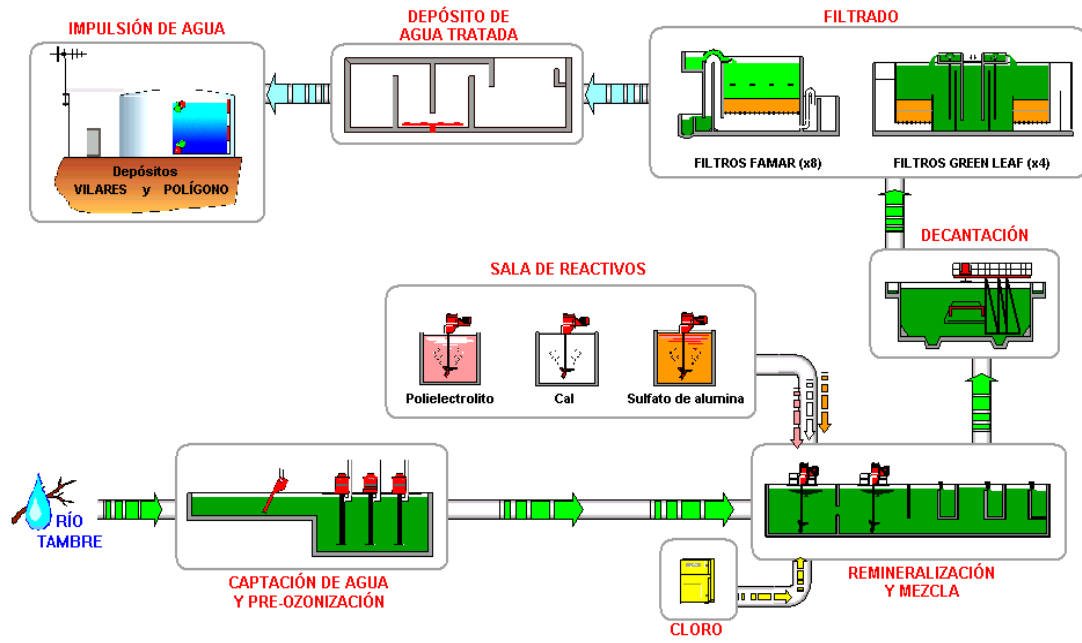 IMPULSIÓN DE AGUA
DEPÓSITO DE
AGUA TRATADA
FILTRADO
Depósitos
VILARES y POLÍGONO
FILTROS FAMAR (x8)
FILTROS GREEN LEAF (x4)
DECANTACIÓN
SALA DE REACTIVOS
Polielectrolito
Cal
Sulfato de alumina
RÍO
TAMBRE
CAPTACIÓN DE AGUA
Y PRE-OZONIZACIÓN
REMINERALIZACIÓN
Y MEZCLA
CLORO